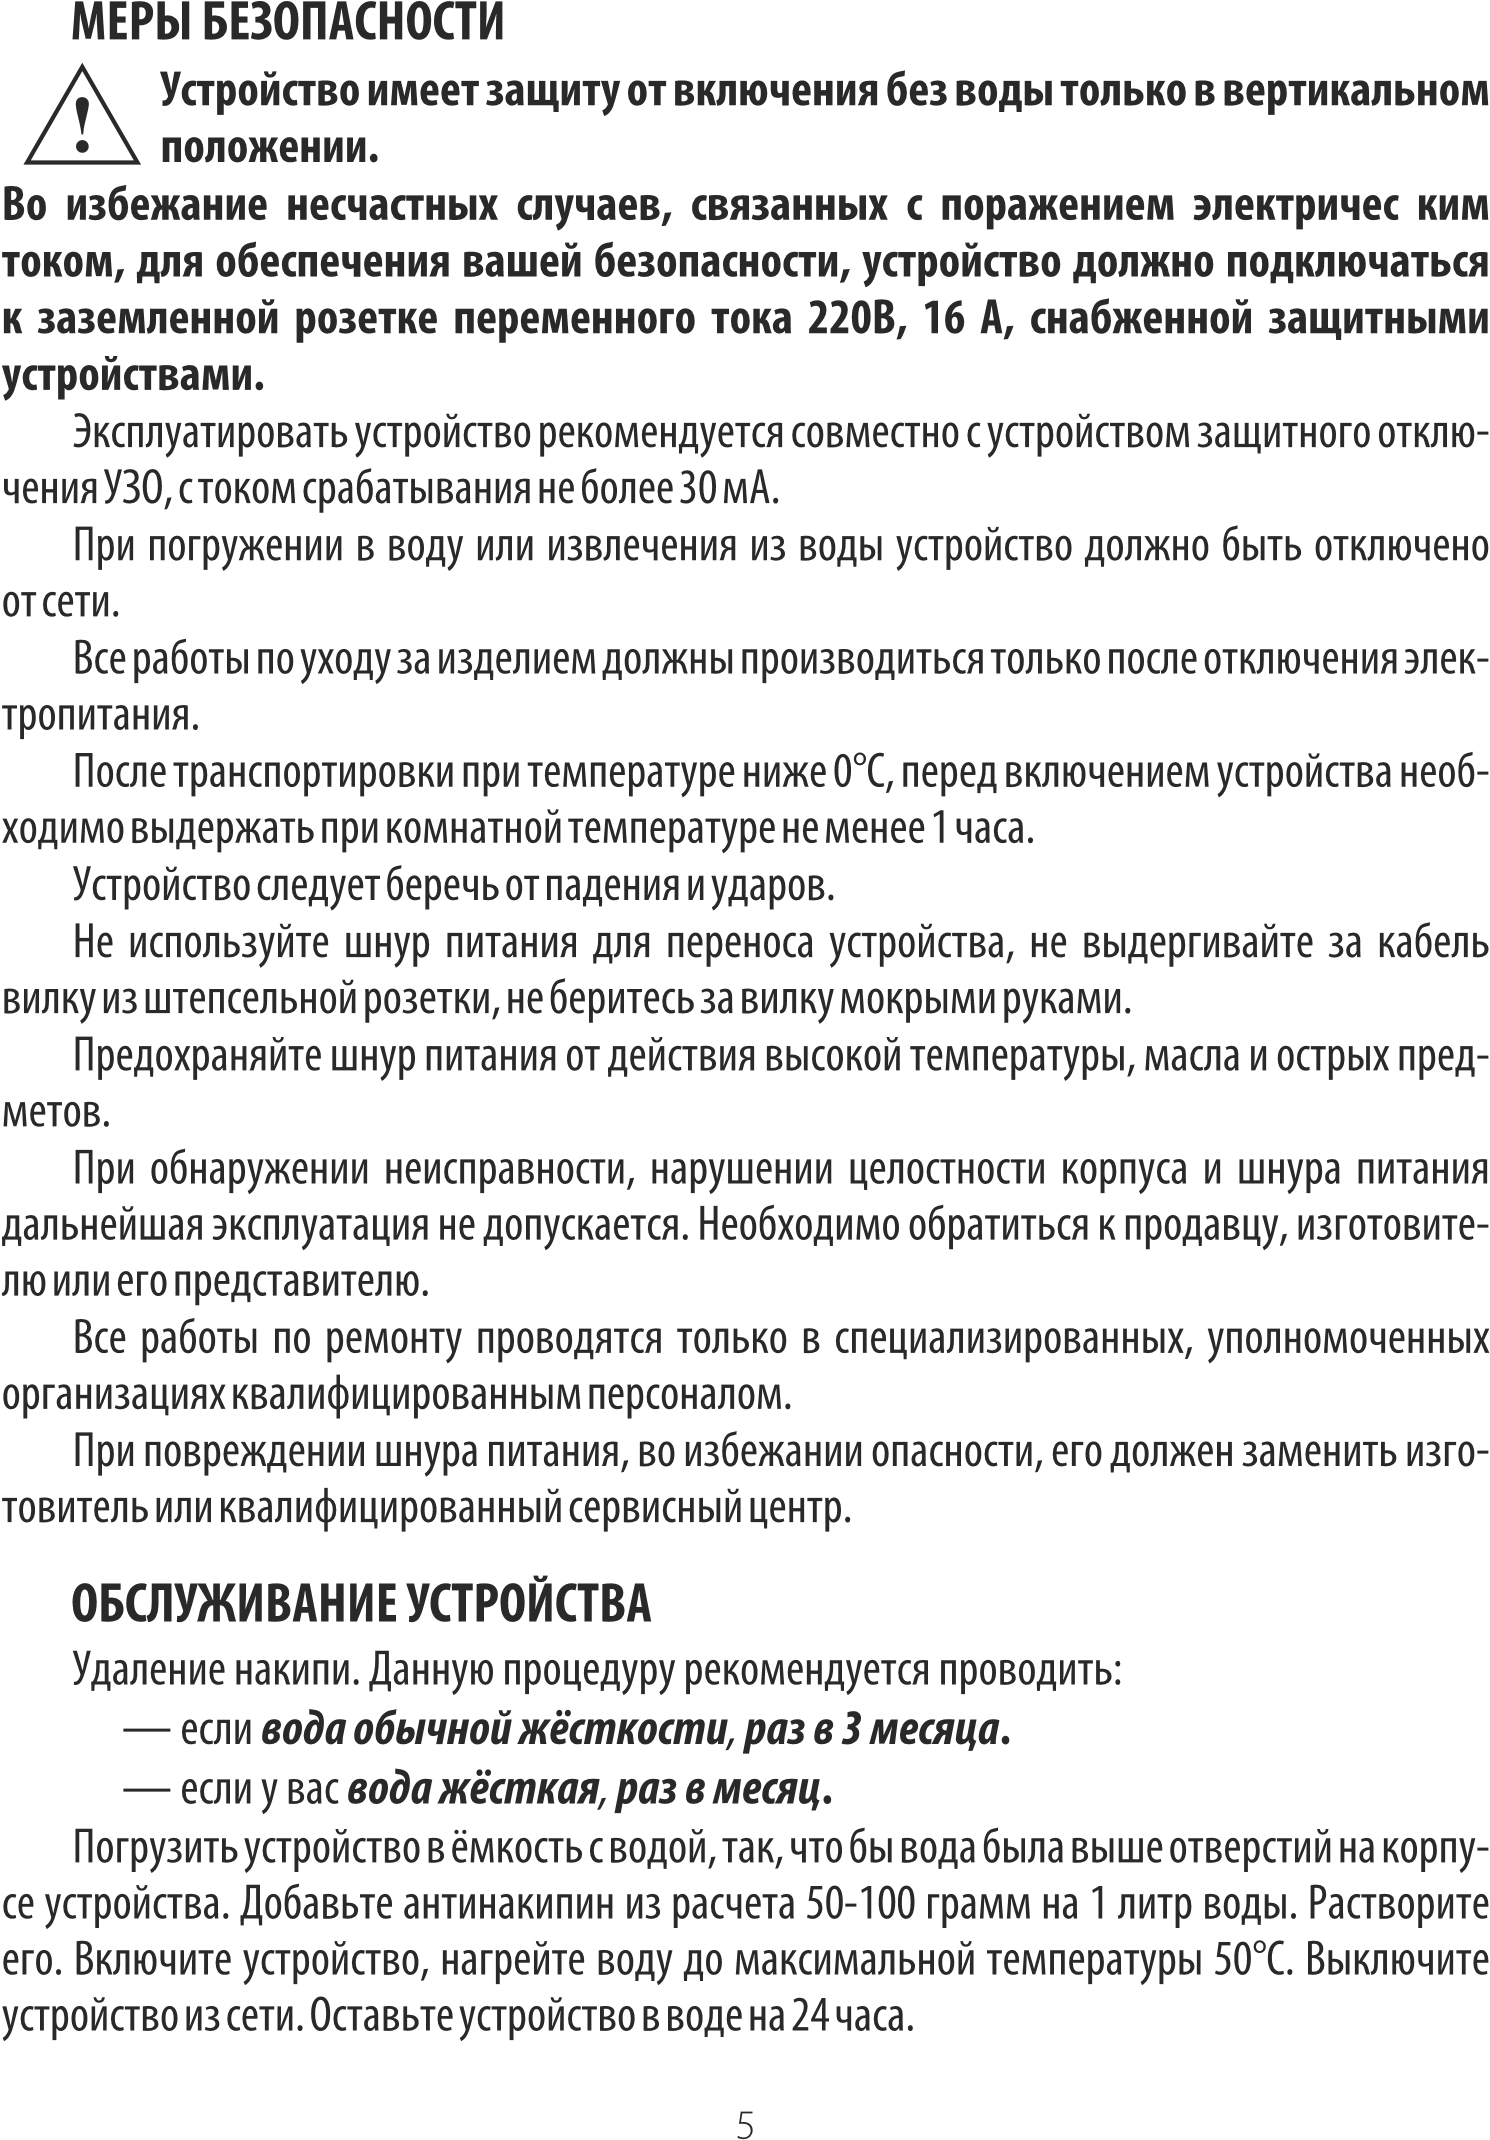 МЕРЫ БЕЗОПАСНОСТИ
Устройство имеет защиту от включения без воды только в вертикальном
положении.
Во избежание несчастных случаев, связанных с поражением электричес ким
током, для обеспечения вашей безопасности, устройство должно подключаться
к заземленной розетке переменного тока 220В, 16 А, снабженной защитными
устройствами.
Эксплуатировать устройство рекомендуется совместно с устройством защитного отклю-
чения УЗО, с током срабатывания не более 30 мА.
При погружении в воду или извлечения из воды устройство должно быть отключено
от сети.
Все работы по уходу за изделием должны производиться только после отключения элек-
тропитания.
После транспортировки при температуре ниже 0°С, перед включением устройства необ-
ходимо выдержать при комнатной температуре не менее 1 часа.
Устройство следует беречь от падения и ударов.
Не используйте шнур питания для переноса устройства, не выдергивайте за кабель
вилку из штепсельной розетки, не беритесь за вилку мокрыми руками.
Предохраняйте шнур питания от действия высокой температуры, масла и острых пред-
метов.
При обнаружении неисправности, нарушении целостности корпуса и шнура питания
дальнейшая эксплуатация не допускается. Необходимо обратиться к продавцу, изготовите-
лю или его представителю.
Все работы по ремонту проводятся только в специализированных, уполномоченных
организациях квалифицированным персоналом.
При повреждении шнура питания, во избежании опасности, его должен заменить изго-
товитель или квалифицированный сервисный центр.
ОБСЛУЖИВАНИЕ УСТРОЙСТВА
Удаление накипи. Данную процедуру рекомендуется проводить:
— если вода обычной жёсткости, раз в 3 месяца.
— если у вас вода жёсткая, раз в месяц.
Погрузить устройство в ёмкость с водой, так, что бы вода была выше отверстий на корпу-
се устройства. Добавьте антинакипин из расчета 50-100 грамм на 1 литр воды. Растворите
его. Включите устройство, нагрейте воду до максимальной температуры 50°С. Выключите
устройство из сети. Оставьте устройство в воде на 24 часа.
5